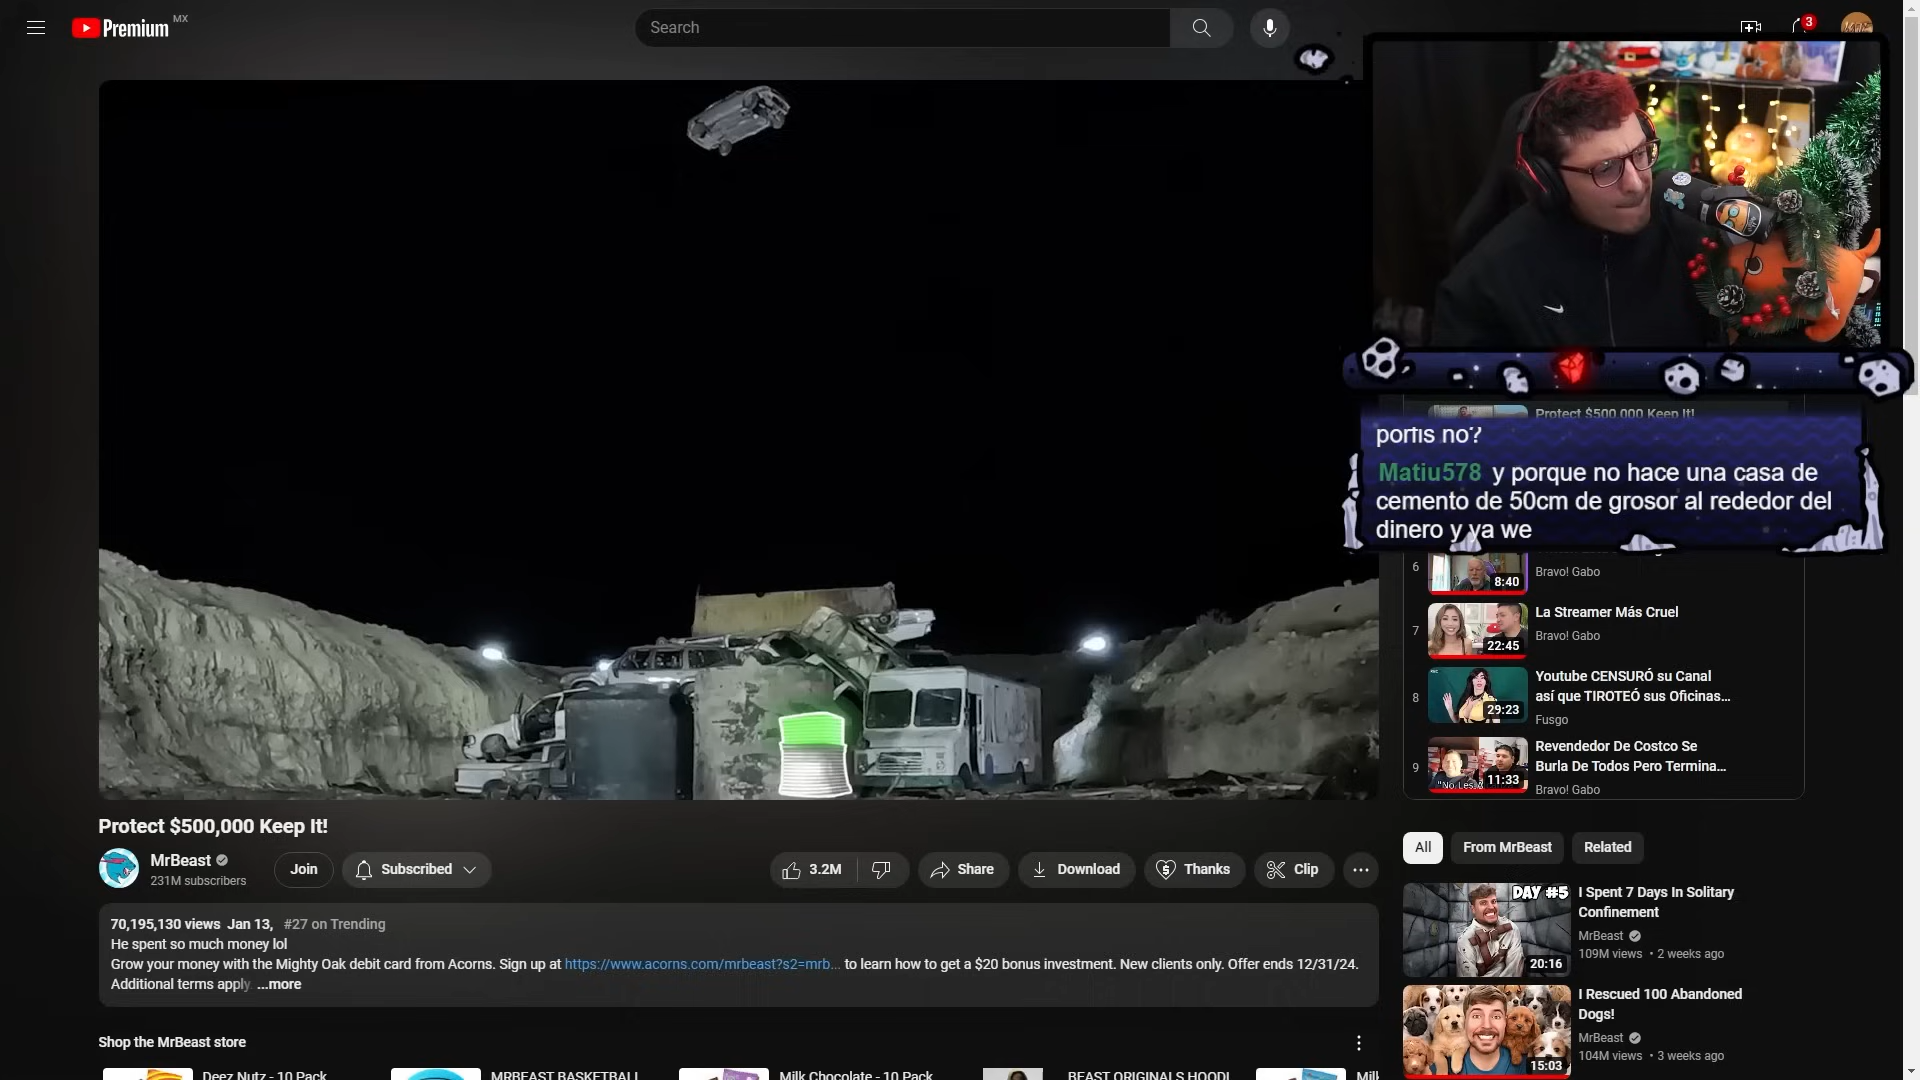 Premium MX
Search
3
Protect $500,000 Keep It!
porfis no?
Matiu578 y porque no hace una casa de
cemento de 50cm de grosor al rededor del
dinero y ya we
6
8:40
Bravo! Gabo
7
22:45
La Streamer Más Cruel
Bravo! Gabo
8
29:23
Youtube CENSURÓ su Canal
así que TIROTEÓ sus Oficinas...
Fusgo
9
11:33
Revendedor De Costco Se
Burla De Todos Pero Termina...
Bravo! Gabo
Protect $500,000 Keep It!
MrBeast
231M subscribers
Join
Subscribed
3.2M
Share
Download
Thanks
Clip
70,195,130 views Jan 13, #27 on Trending
He spent so much money lol
Grow your money with the Mighty Oak debit card from Acorns. Sign up at https://www.acorns.com/mrbeast?s2=mrb... to learn how to get a $20 bonus investment. New clients only. Offer ends 12/31/24.
Additional terms apply. ...more
Shop the MrBeast store
Deez Nutz - 10 Pack
MRBEAST BASKETBALL
Milk Chocolate - 10 Pack
BEAST ORIGINALS HOODI
Milk
All
From MrBeast
Related
DAY #5
20:16
I Spent 7 Days In Solitary
Confinement
MrBeast
109M views • 2 weeks ago
15:03
I Rescued 100 Abandoned
Dogs!
MrBeast
104M views • 3 weeks ago